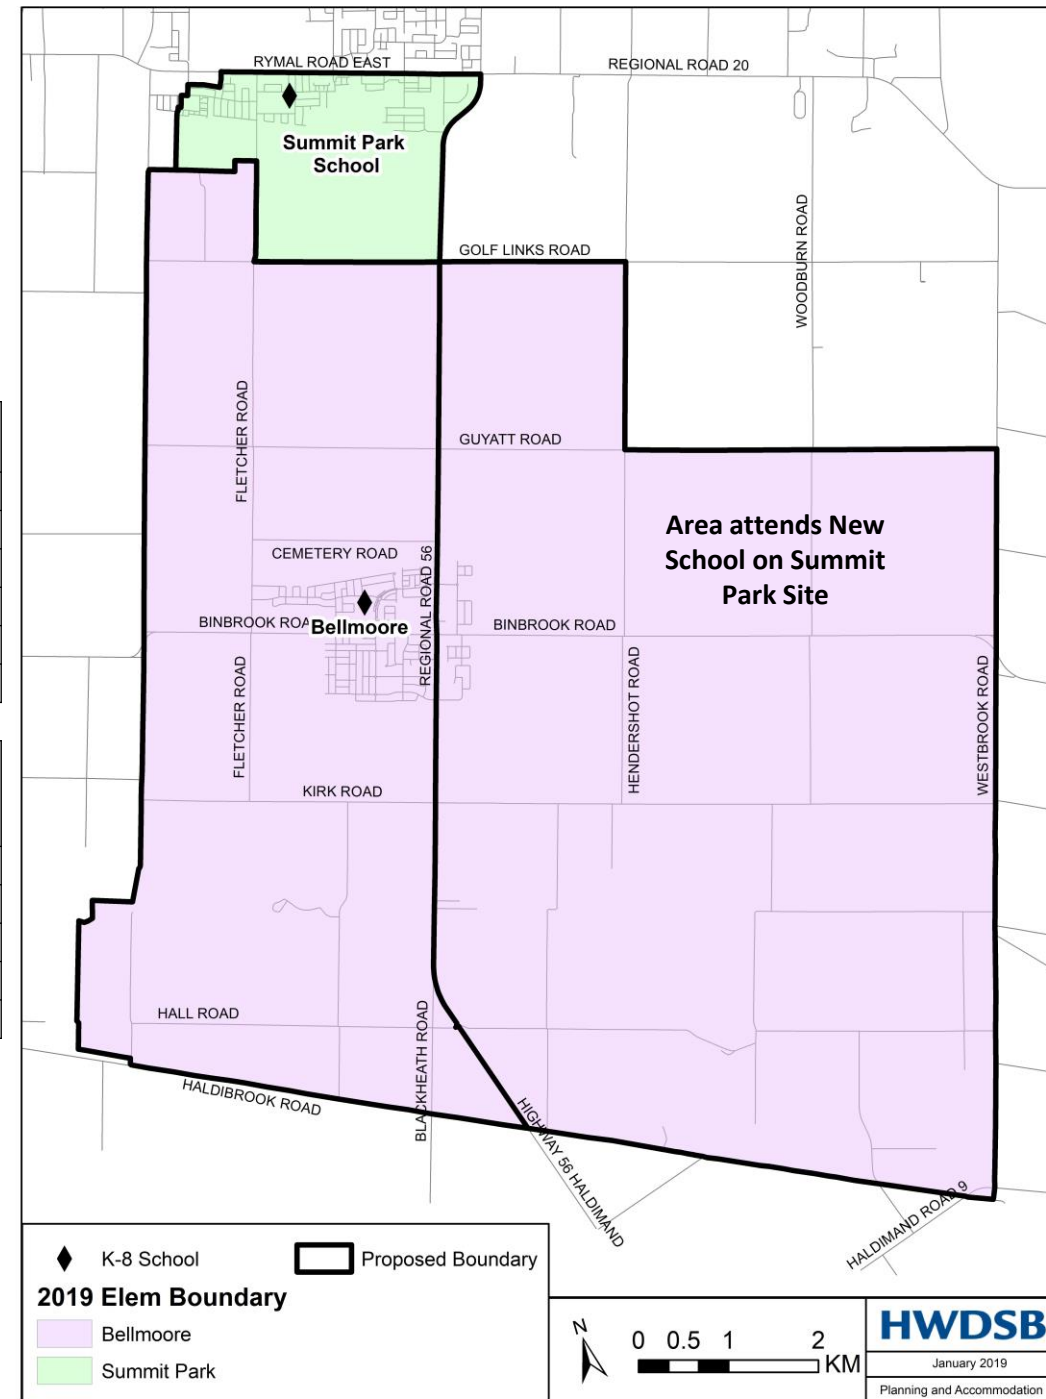 RYMAL ROAD EAST
REGIONAL ROAD 20
Summit Park
School
WOODBURN ROAD
GOLF LINKS ROAD
FLETCHER ROAD
GUYATT ROAD
Area attends New
School on Summit
Park Site
CEMETERY ROAD
REGIONAL ROAD 56
BINBROOK ROA
Bellmoore
BINBROOK ROAD
FLETCHER ROAD
HENDERSHOT ROAD
WESTBROOK ROAD
KIRK ROAD
HALL ROAD
BLACKHEATH ROAD
HALDIBROOK ROAD
HIGHWAY 56 HALDIMAND
HALDIMAND ROAD 9
K-8 School
Proposed Boundary
2019 Elem Boundary
Bellmoore
Summit Park
N
0 0.5 1 2
KM
HWDSB
January 2019
Planning and Accommodation